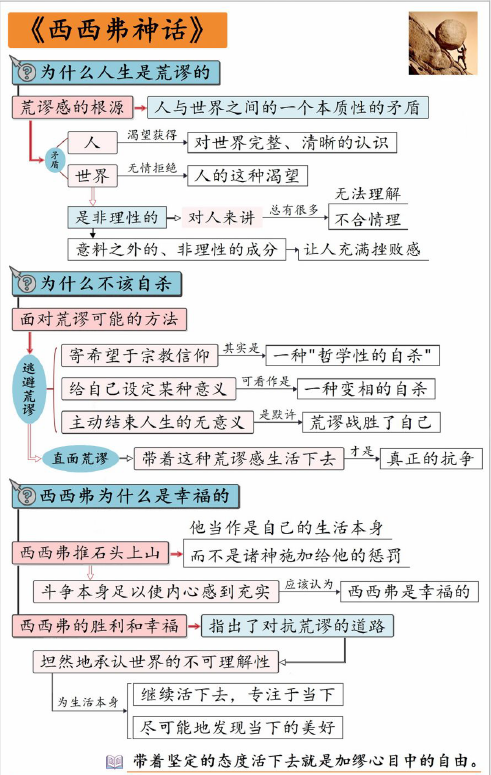 《西西弗神话》
为什么人生是荒谬的
荒谬感的根源
人与世界之间的一个本质性的矛盾
矛盾
人
渴望获得
对世界完整、清晰的认识
世界
无情拒绝
人的这种渴望
是非理性的
对人来讲
总有很多
无法理解
不合情理
意料之外的、非理性的成分
让人充满挫败感
为什么不该自杀
面对荒谬可能的方法
逃避荒谬
寄希望于宗教信仰
其实是
一种"哲学性的自杀"
给自己设定某种意义
可看作是
一种变相的自杀
主动结束人生的无意义
是默许
荒谬战胜了自己
直面荒谬
带着这种荒谬感生活下去
才是
真正的抗争
西西弗为什么是幸福的
西西弗推石头上山
他当作是自己的生活本身
而不是诸神施加给他的惩罚
斗争本身足以使内心感到充实
应该认为
西西弗是幸福的
西西弗的胜利和幸福
指出了对抗荒谬的道路
坦然地承认世界的不可理解性
为生活本身
继续活下去，专注于当下
尽可能地发现当下的美好
带着坚定的态度活下去就是加缪心目中的自由。